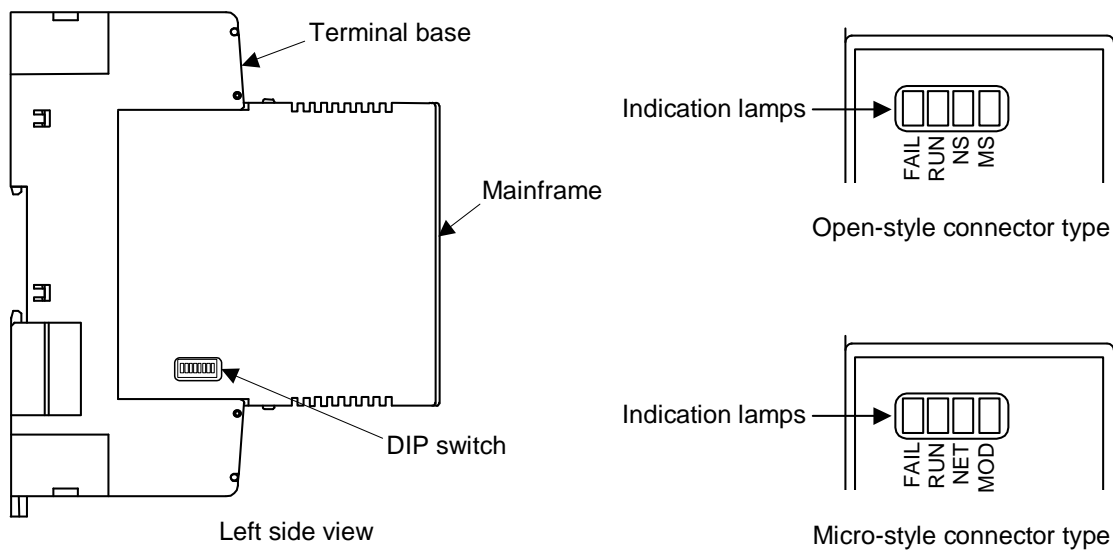 Terminal base
Mainframe
DIP switch
Left side view
Indication lamps
FAIL
RUN
NS
MS
Open-style connector type
Indication lamps
FAIL
RUN
NET
MOD
Micro-style connector type